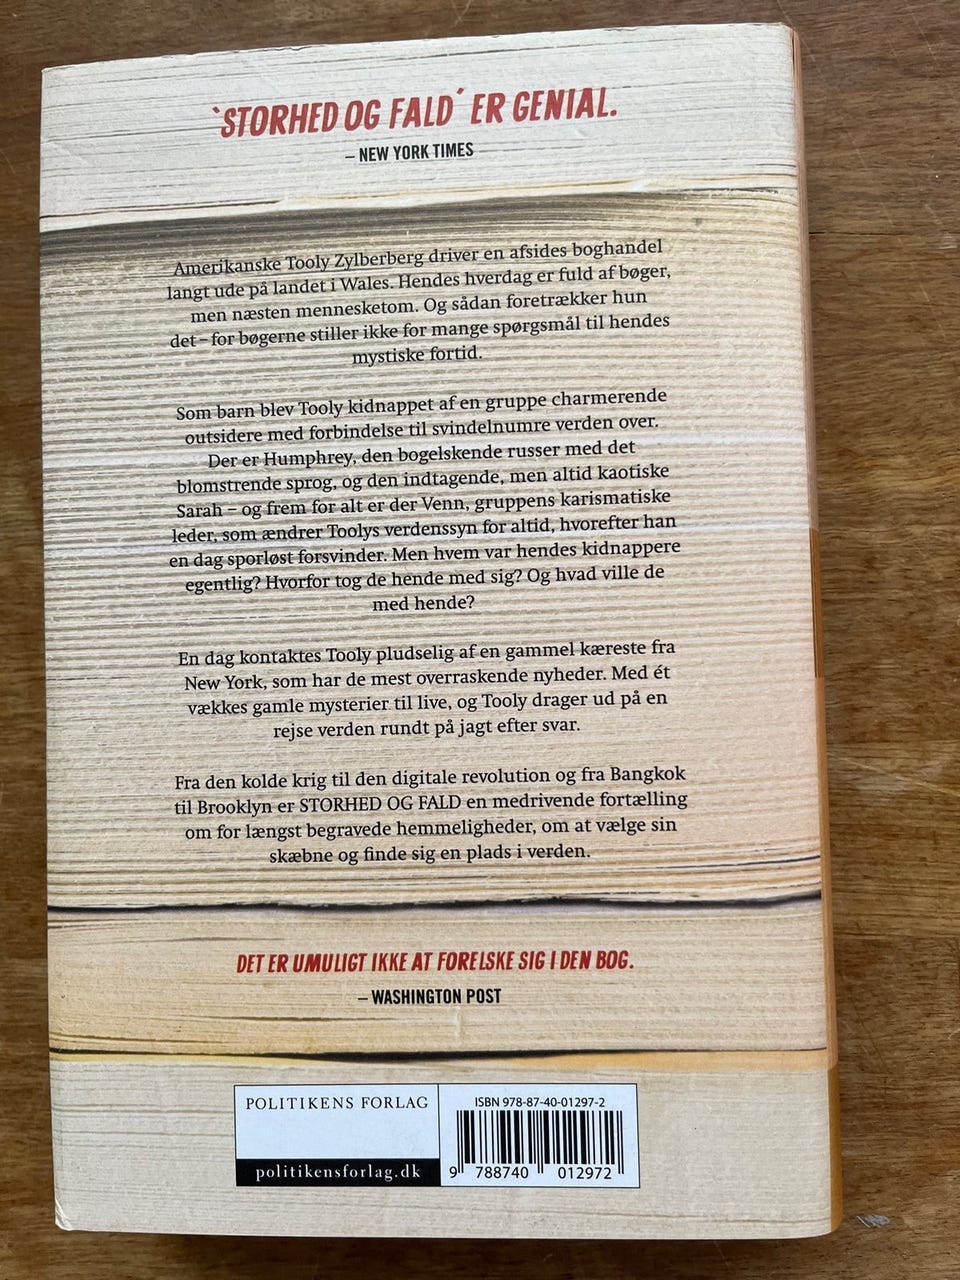 `STORHED OG FALD´ ER GENIAL.
– NEW YORK TIMES
Amerikanske Tooly Zylberberg driver en afsides boghandel
langt ude på landet i Wales. Hendes hverdag er fuld af bøger,
men næsten mennesketom. Og sådan foretrækker hun
det – for bøgerne stiller ikke for mange spørgsmål til hendes
mystiske fortid.
Som barn blev Tooly kidnappet af en gruppe charmerende
outsidere med forbindelse til svindelnumre verden over.
Der er Humphrey, den bogelskende russer med det
blomstrende sprog, og den indtagende, men altid kaotiske
Sarah – og frem for alt er der Venn, gruppens karismatiske
leder, som ændrer Toolys verdenssyn for altid, hvorefter han
en dag sporløst forsvinder. Men hvem var hendes kidnappere
egentlig? Hvorfor tog de hende med sig? Og hvad ville de
med hende?
En dag kontaktes Tooly pludselig af en gammel kæreste fra
New York, som har de mest overraskende nyheder. Med ét
vækkes gamle mysterier til live, og Tooly drager ud på en
rejse verden rundt på jagt efter svar.
Fra den kolde krig til den digitale revolution og fra Bangkok
til Brooklyn er STORHED OG FALD en medrivende fortælling
om for længst begravede hemmeligheder, om at vælge sin
skæbne og finde sig en plads i verden.
DET ER UMULIGT IKKE AT FORELSKE SIG I DEN BOG.
– WASHINGTON POST
POLITIKENS FORLAG
politikensforlag.dk
ISBN 978-87-40-01297-2
9 788740 012972